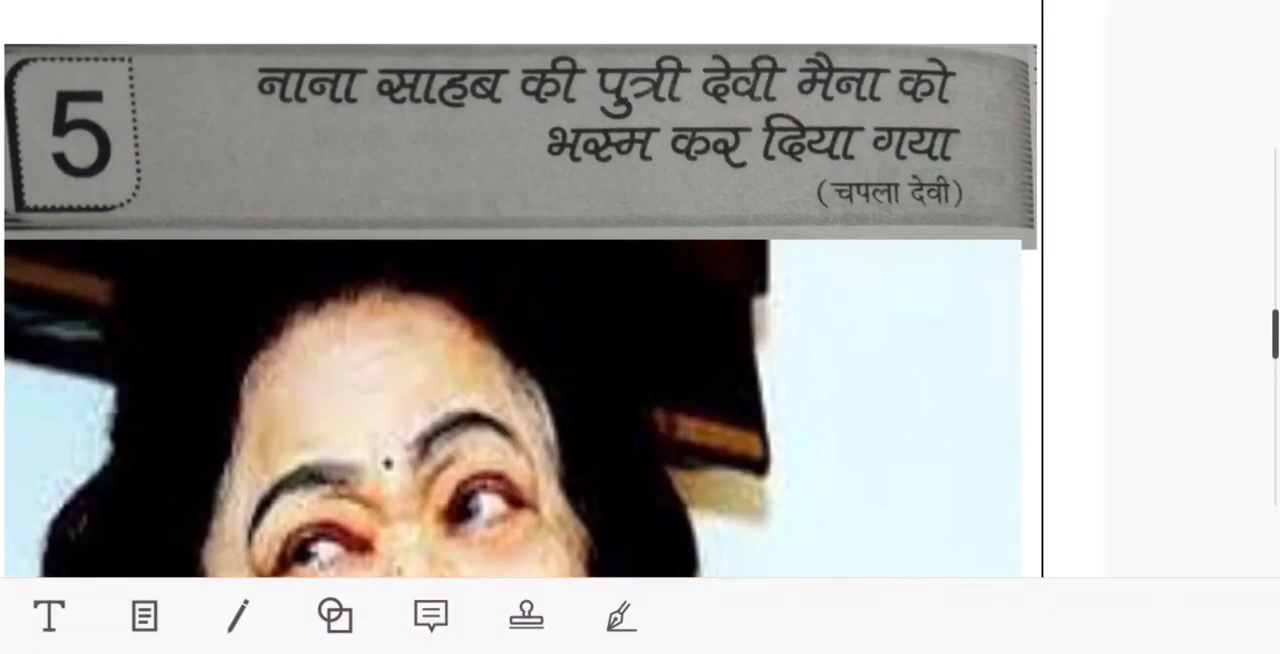 5
नाना साहब की पुत्री देवी मैना को
भस्म कर दिया गया
(चपला देवी)
T